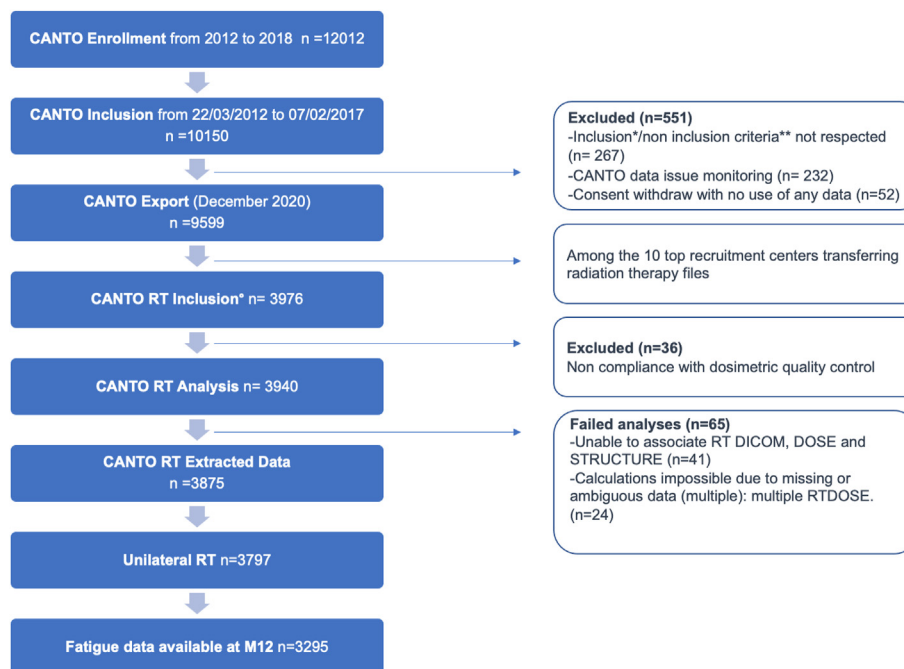 CANTO Enrollment from 2012 to 2018 n =12012
CANTO Inclusion from 22/03/2012 to 07/02/2017
n =10150
Excluded (n=551)
-Inclusion*/non inclusion criteria** not respected
(n= 267)
-CANTO data issue monitoring (n= 232)
-Consent withdraw with no use of any data (n=52)
CANTO Export (December 2020)
n =9599
Among the 10 top recruitment centers transferring
radiation therapy files
CANTO RT Inclusion° n= 3976
Excluded (n=36)
Non compliance with dosimetric quality control
CANTO RT Analysis n= 3940
Failed analyses (n=65)
-Unable to associate RT DICOM, DOSE and
STRUCTURE (n=41)
-Calculations impossible due to missing or
ambiguous data (multiple): multiple RTDOSE.
(n=24)
CANTO RT Extracted Data
n =3875
Unilateral RT n=3797
Fatigue data available at M12 n=3295